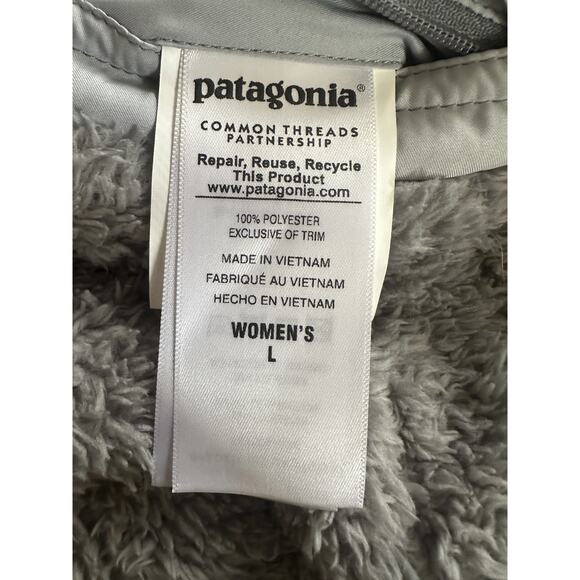 patagonia®
COMMON THREADS
PARTNERSHIP
Repair, Reuse, Recycle
This Product
www.patagonia.com
100% POLYESTER
EXCLUSIVE OF TRIM
MADE IN VIETNAM
FABRIQUÉ AU VIETNAM
HECHO EN VIETNAM
WOMEN'S
L